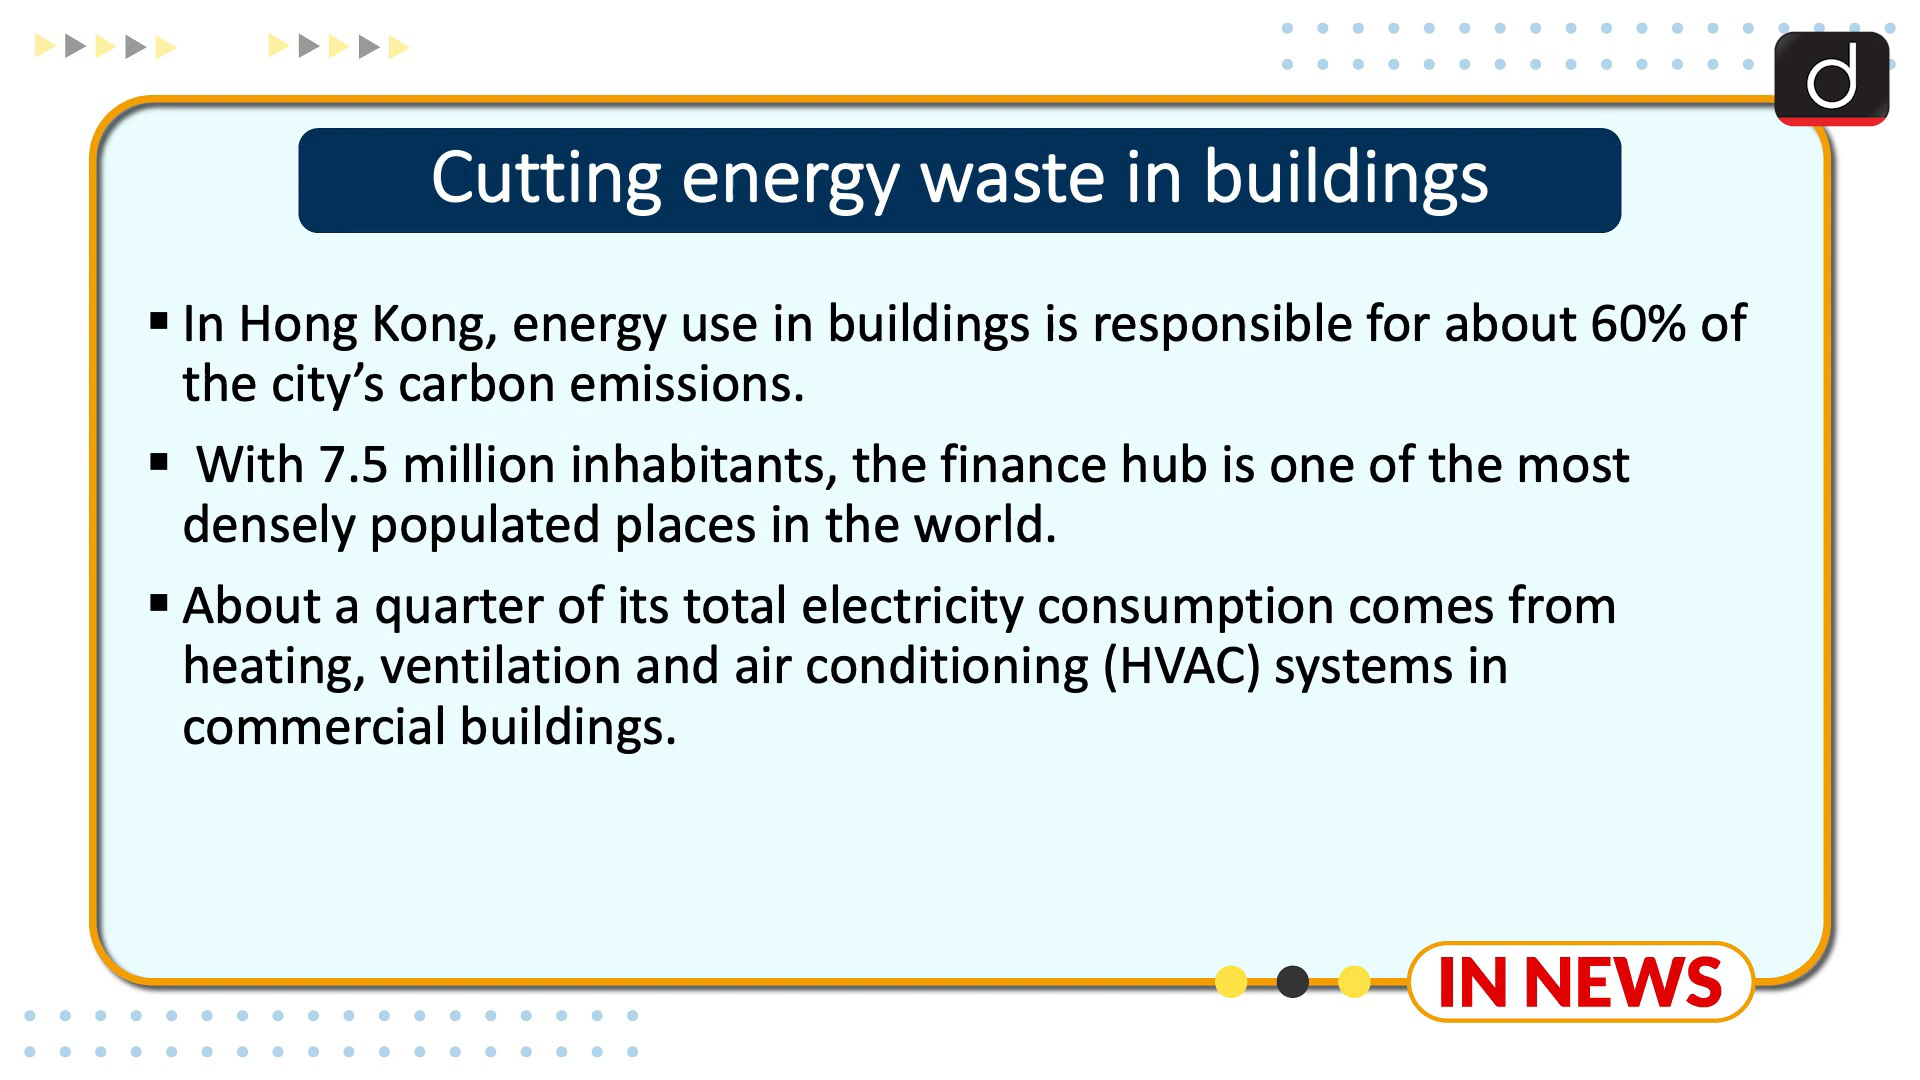 d
Cutting energy waste in buildings
▪ In Hong Kong, energy use in buildings is responsible for about 60% of
the city’s carbon emissions.
▪ With 7.5 million inhabitants, the finance hub is one of the most
densely populated places in the world.
▪ About a quarter of its total electricity consumption comes from
heating, ventilation and air conditioning (HVAC) systems in
commercial buildings.
IN NEWS